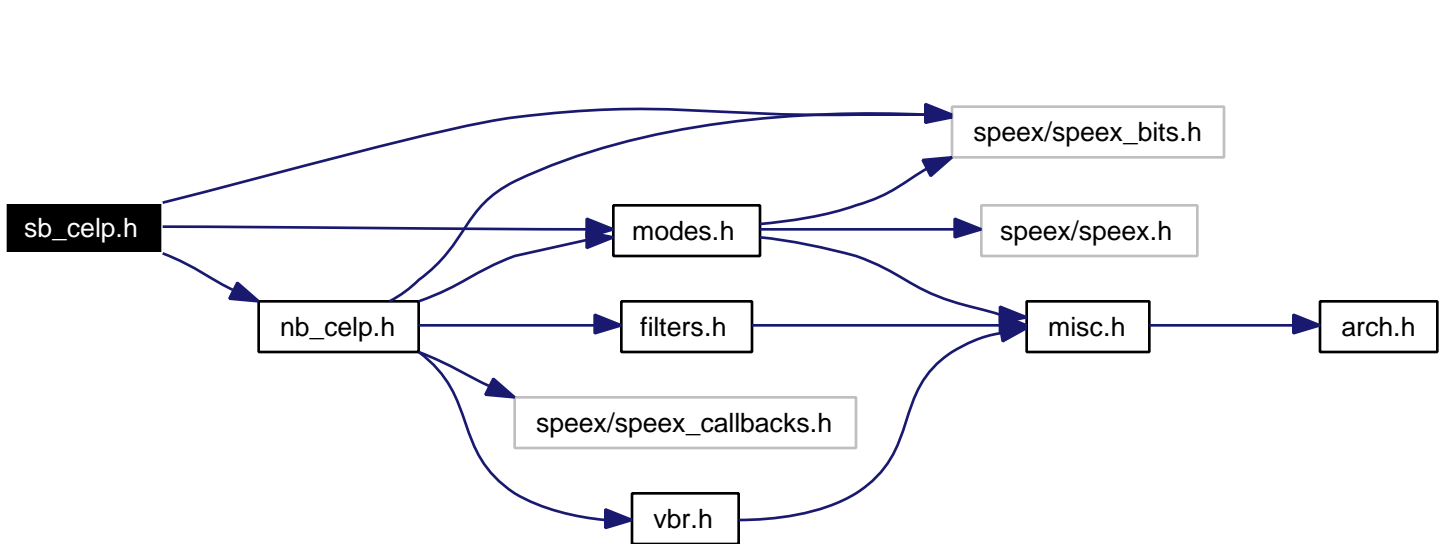 speex/speex_bits.h
sb_celp.h
modes.h
speex/speex.h
nb_celp.h
filters.h
misc.h
arch.h
speex/speex_callbacks.h
vbr.h